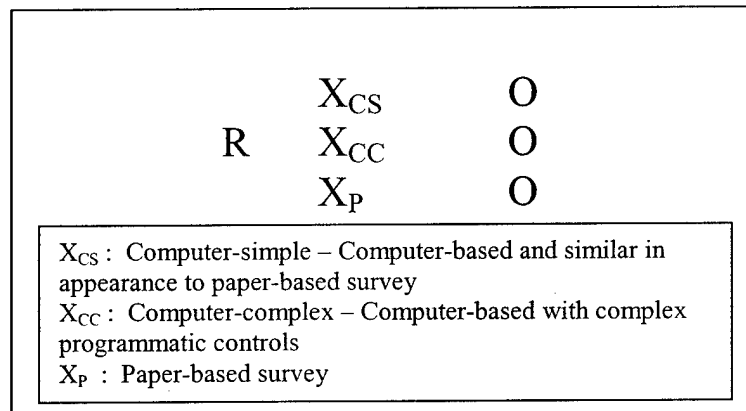 X_CS O
R X_CC O
X_P O
X_CS : Computer-simple – Computer-based and similar in
appearance to paper-based survey
X_CC : Computer-complex – Computer-based with complex
programmatic controls
X_P : Paper-based survey